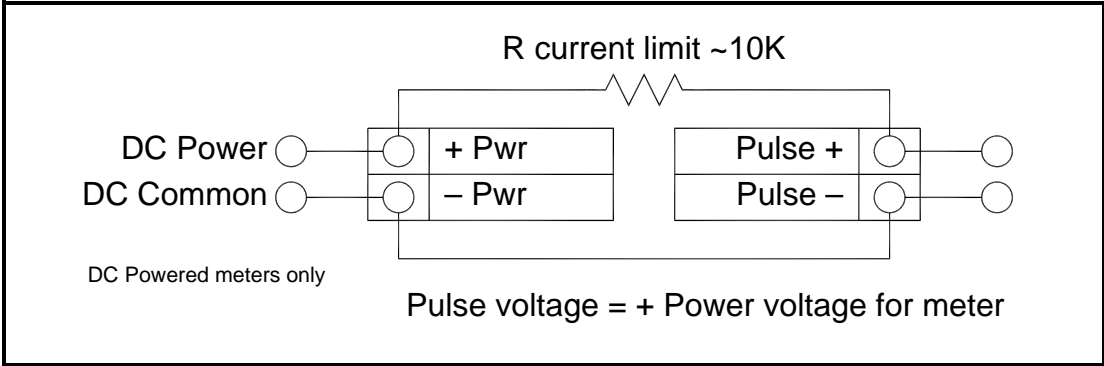 R current limit ~10K
DC Power
+ Pwr
Pulse +
DC Common
– Pwr
Pulse –
DC Powered meters only
Pulse voltage = + Power voltage for meter